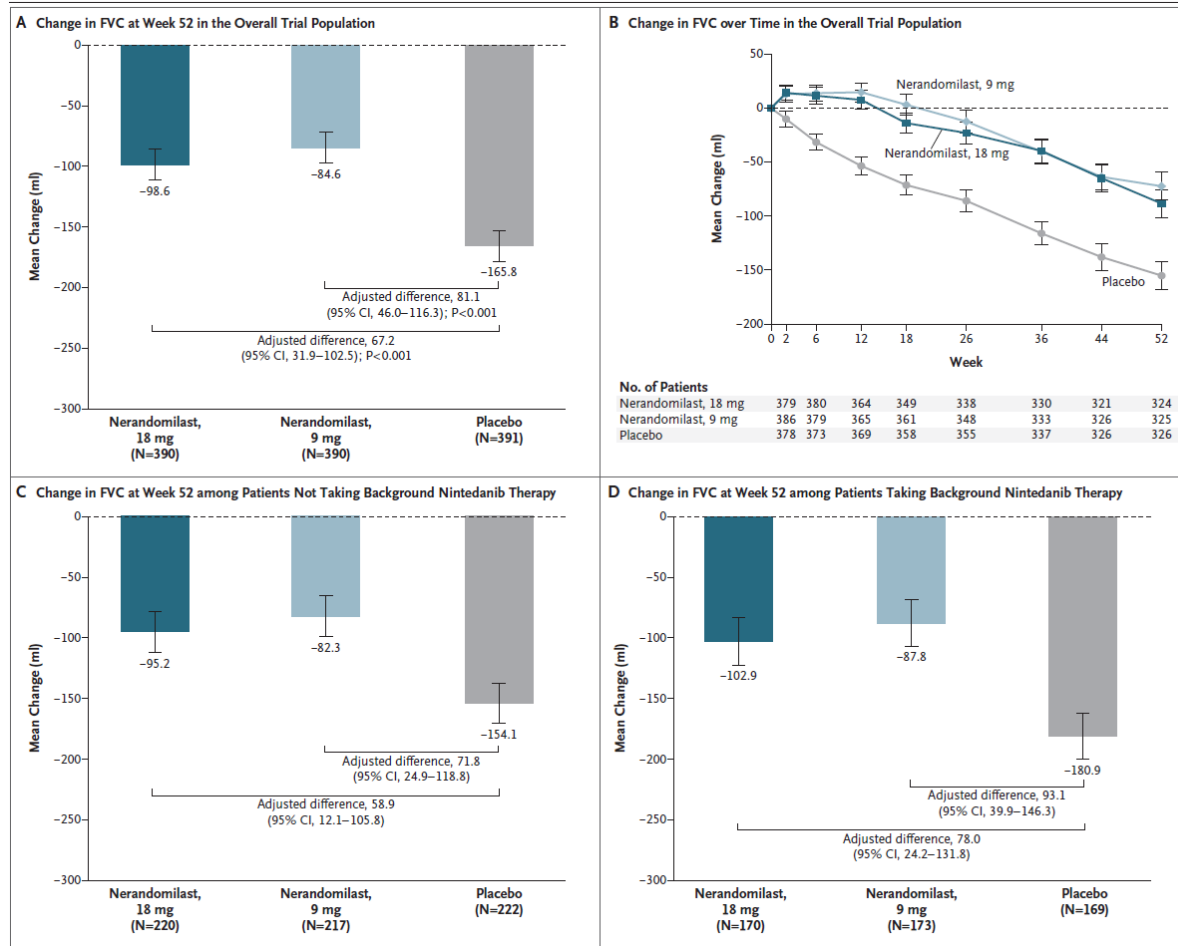 A Change in FVC at Week 52 in the Overall Trial Population
0
−50
−100
−150
−200
−250
−300
Mean Change (ml)
−98.6
−84.6
−165.8
Adjusted difference, 81.1
(95% CI, 46.0–116.3); P<0.001
Adjusted difference, 67.2
(95% CI, 31.9–102.5); P<0.001
Nerandomilast,
18 mg
(N=390)
Nerandomilast,
9 mg
(N=390)
Placebo
(N=391)
B Change in FVC over Time in the Overall Trial Population
50
0
−50
−100
−150
−200
Mean Change (ml)
Nerandomilast, 9 mg
Nerandomilast, 18 mg
Placebo
0 2 6 12 18 26 36 44 52
Week
No. of Patients
Nerandomilast, 18 mg 379 380 364 349 338 330 321 324
Nerandomilast, 9 mg 386 379 365 361 348 333 326 325
Placebo 378 373 369 358 355 337 326 326
C Change in FVC at Week 52 among Patients Not Taking Background Nintedanib Therapy
0
−50
−100
−150
−200
−250
−300
Mean Change (ml)
−95.2
−82.3
−154.1
Adjusted difference, 71.8
(95% CI, 24.9–118.8)
Adjusted difference, 58.9
(95% CI, 12.1–105.8)
Nerandomilast,
18 mg
(N=220)
Nerandomilast,
9 mg
(N=217)
Placebo
(N=222)
D Change in FVC at Week 52 among Patients Taking Background Nintedanib Therapy
0
−50
−100
−150
−200
−250
−300
Mean Change (ml)
−102.9
−87.8
−180.9
Adjusted difference, 93.1
(95% CI, 39.9–146.3)
Adjusted difference, 78.0
(95% CI, 24.2–131.8)
Nerandomilast,
18 mg
(N=170)
Nerandomilast,
9 mg
(N=173)
Placebo
(N=169)